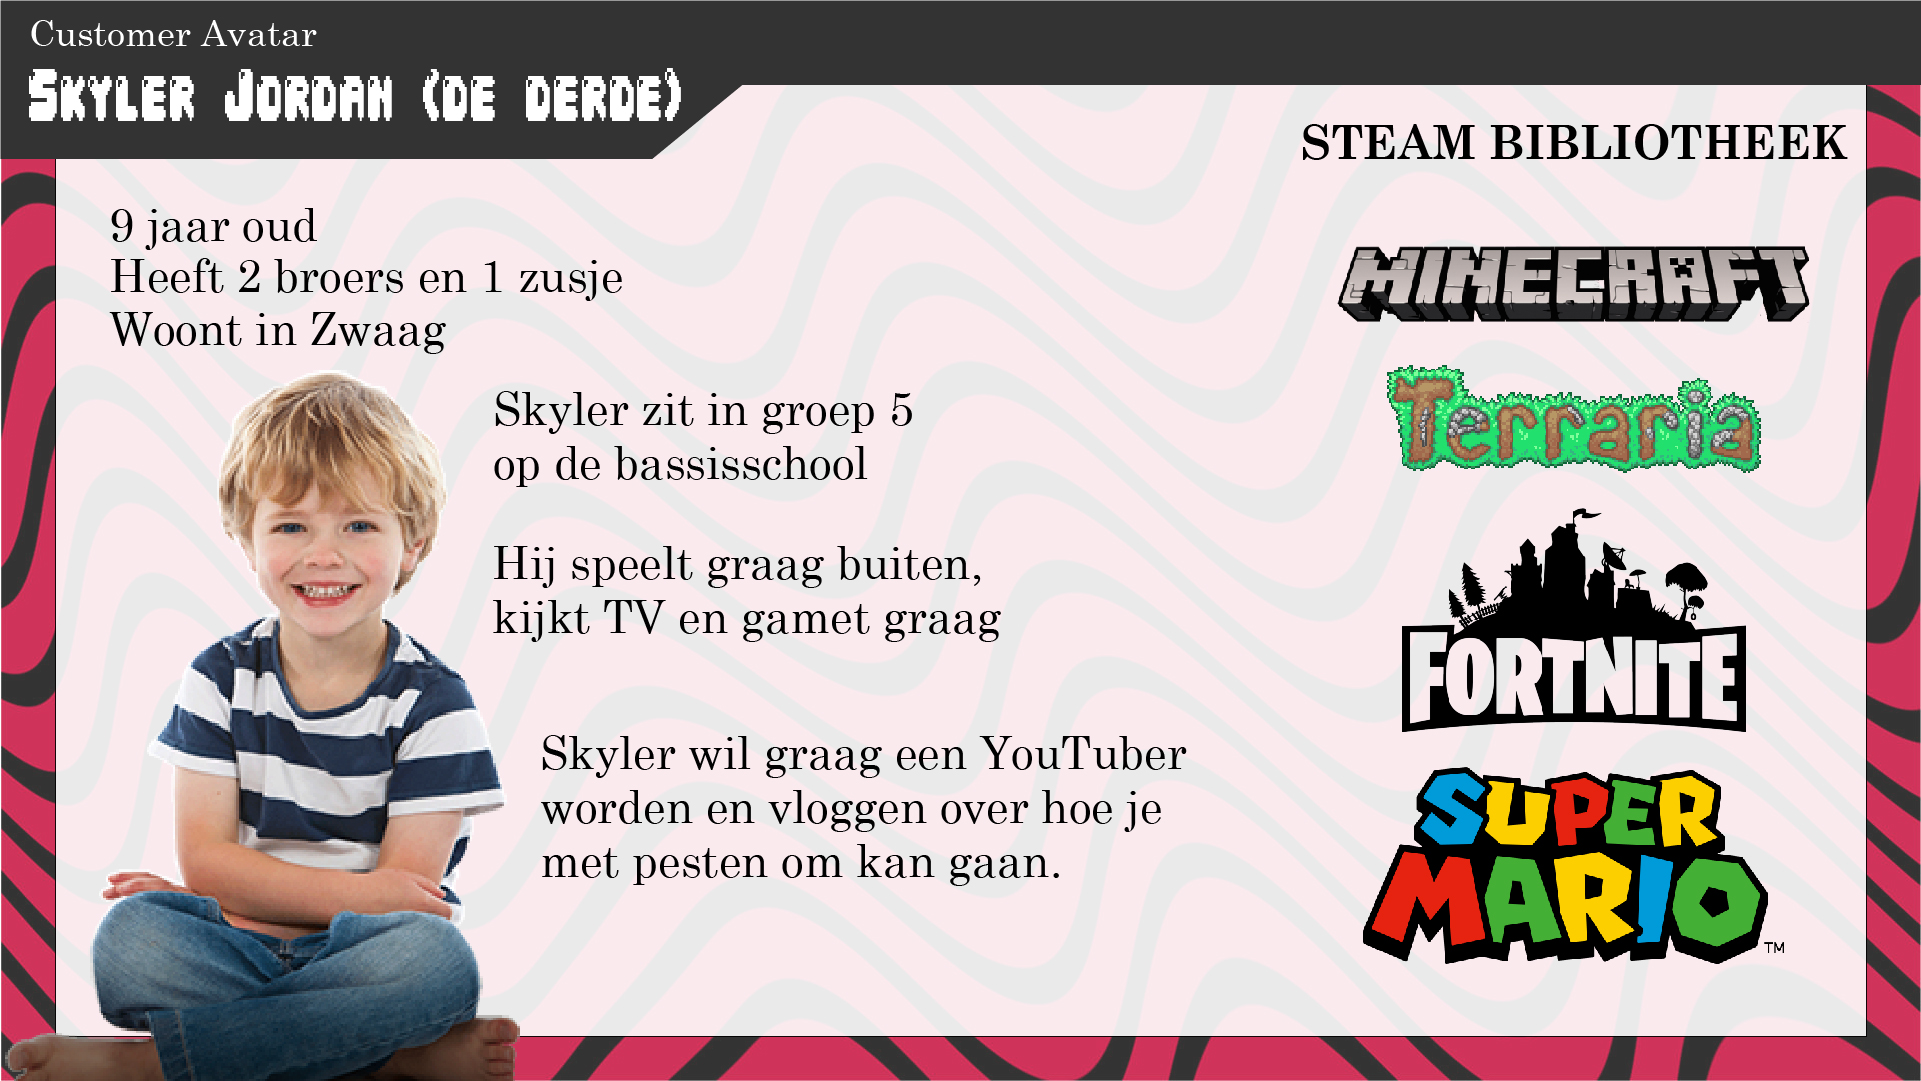 Customer Avatar
Skyler Jordan (de derde)
STEAM BIBLIOTHEEK
9 jaar oud
Heeft 2 broers en 1 zusje
Woont in Zwaag
Skyler zit in groep 5
op de bassisschool
Hij speelt graag buiten,
kijkt TV en gamet graag
Skyler wil graag een YouTuber
worden en vloggen over hoe je
met pesten om kan gaan.
MINECRAFT
Terraria
FORTNITE
SUPER
MARIO
TM